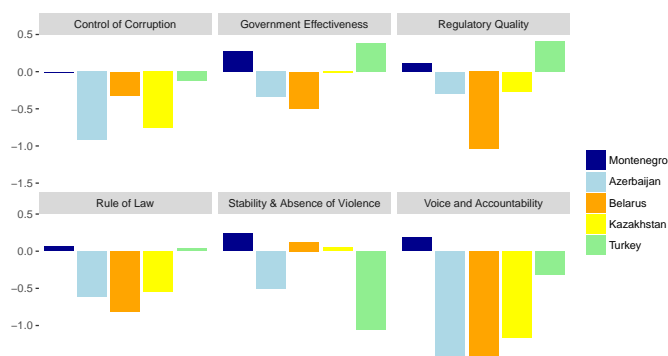 Control of Corruption Government Effectiveness Regulatory Quality
0.5
0.0
−0.5
−1.0
−1.5
Rule of Law Stability & Absence of Violence Voice and Accountability
0.5
0.0
−0.5
−1.0
Montenegro
Azerbaijan
Belarus
Kazakhstan
Turkey